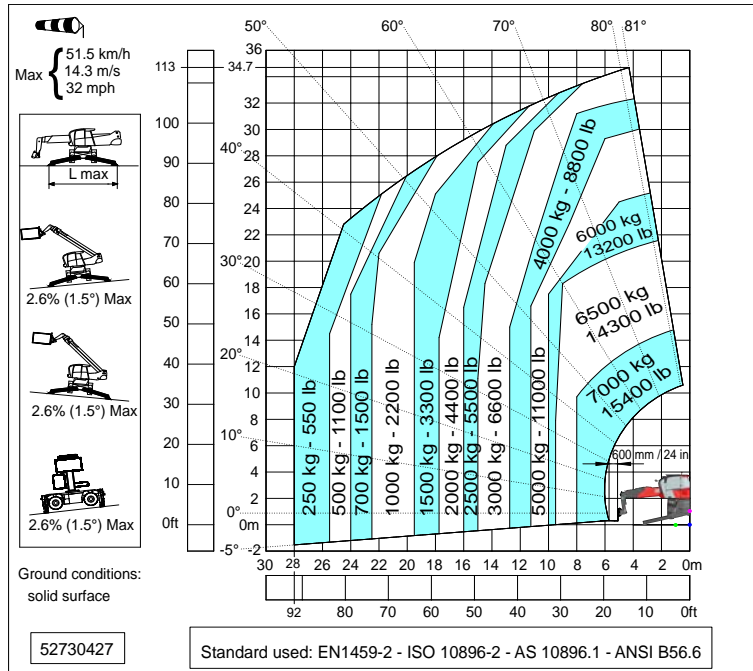 51.5 km/h
Max { 14.3 m/s
32 mph
L max
2.6% (1.5°) Max
2.6% (1.5°) Max
2.6% (1.5°) Max
Ground conditions:
solid surface
52730427
50° 60° 70° 80° 81°
40°
30°
20°
10°
0°
-5°
113
100
90
80
70
60
50
40
30
20
10
0ft
36
34.7
32
30
28
26
24
22
20
18
16
14
12
10
8
6
4
2
0m
-2
250 kg - 550 lb
500 kg - 1100 lb
700 kg - 1500 lb
1000 kg - 2200 lb
1500 kg - 3300 lb
2000 kg - 4400 lb
2500 kg - 5500 lb
3000 kg - 6600 lb
5000 kg - 11000 lb
4000 kg - 8800 lb
6000 kg
13200 lb
6500 kg
14300 lb
7000 kg
15400 lb
600 mm / 24 in
30 28 26 24 22 20 18 16 14 12 10 8 6 4 2 0m
92 80 70 60 50 40 30 20 10 0ft
Standard used: EN1459-2 - ISO 10896-2 - AS 10896.1 - ANSI B56.6